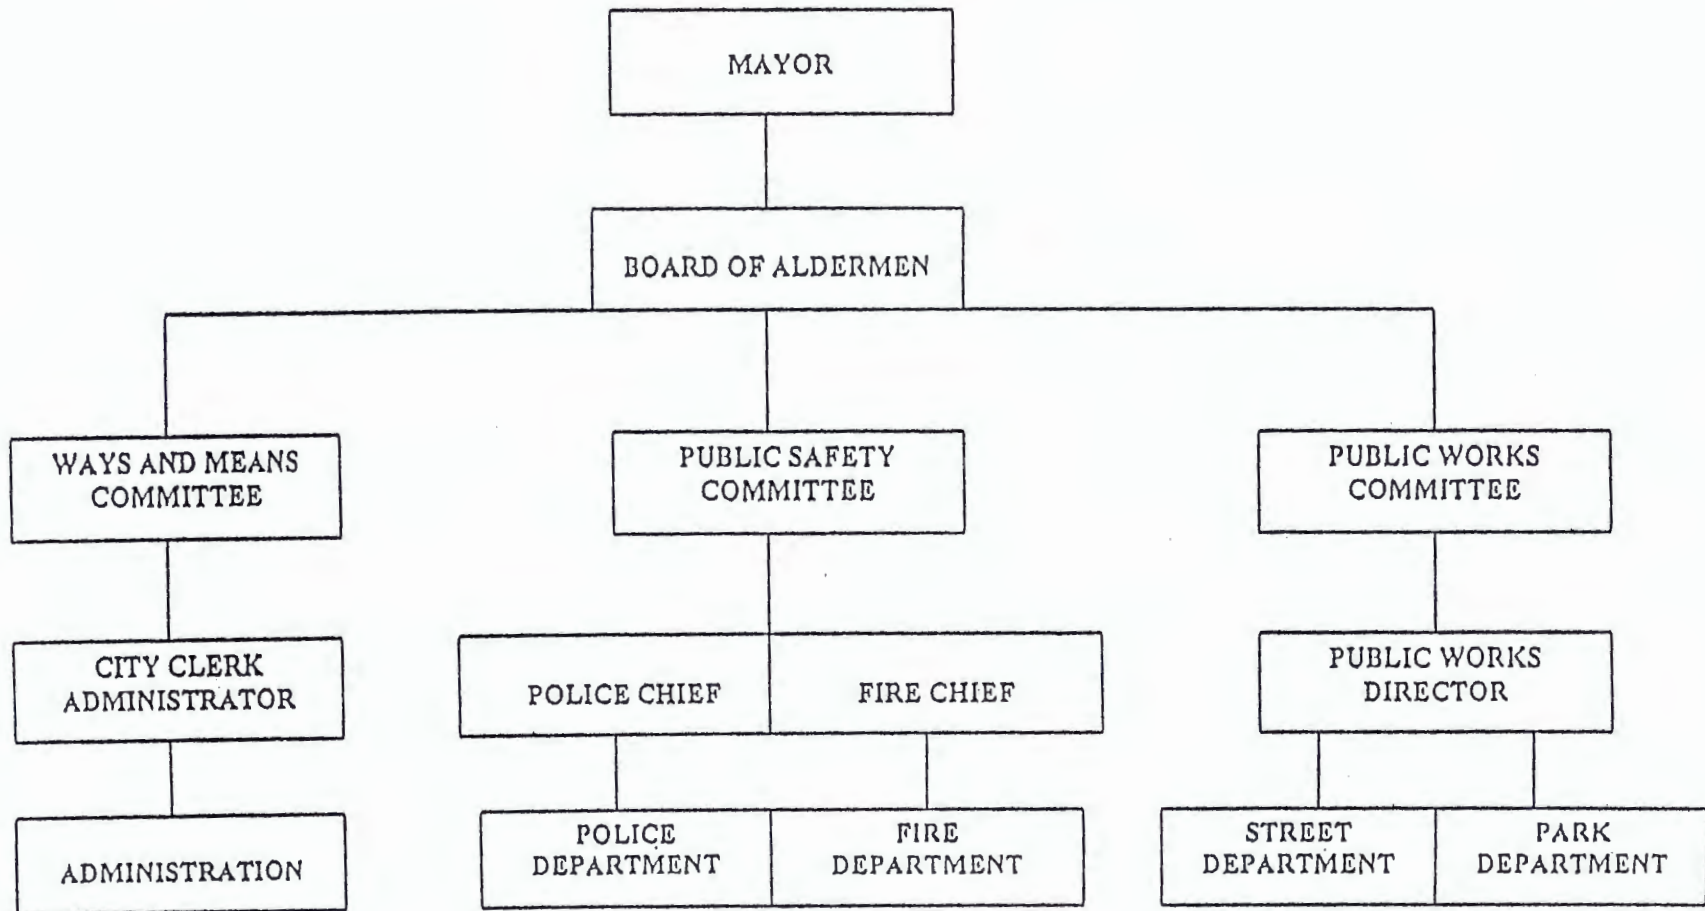 MAYOR
BOARD OF ALDERMEN
WAYS AND MEANS
COMMITTEE
PUBLIC SAFETY
COMMITTEE
PUBLIC WORKS
COMMITTEE
CITY CLERK
ADMINISTRATOR
POLICE CHIEF
FIRE CHIEF
PUBLIC WORKS
DIRECTOR
ADMINISTRATION
POLICE
DEPARTMENT
FIRE
DEPARTMENT
STREET
DEPARTMENT
PARK
DEPARTMENT